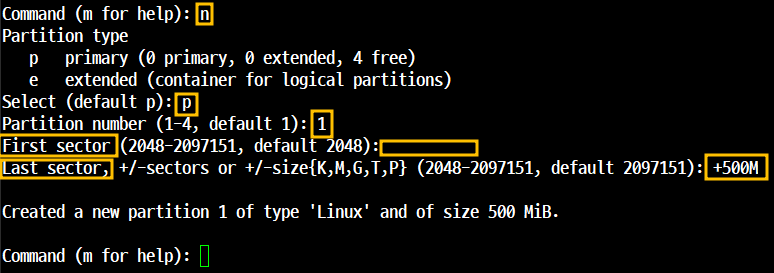 Command (m for help): n
Partition type
p primary (0 primary, 0 extended, 4 free)
e extended (container for logical partitions)
Select (default p): p
Partition number (1-4, default 1): 1
First sector (2048-2097151, default 2048):
Last sector, +/-sectors or +/-size{K,M,G,T,P} (2048-2097151, default 2097151): +500M
Created a new partition 1 of type 'Linux' and of size 500 MiB.
Command (m for help):